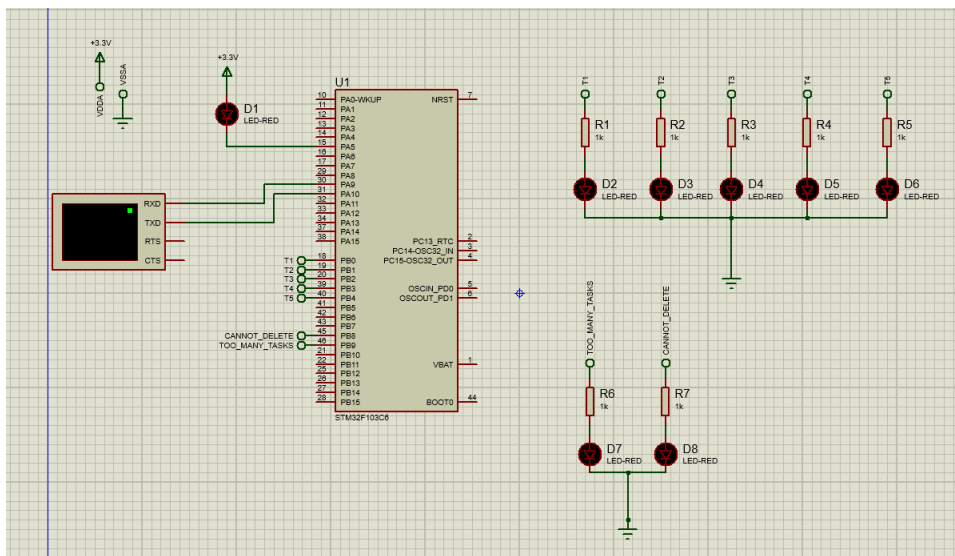 +3.3V
VDDA
VSSA
+3.3V
D1
LED-RED
RXD
TXD
RTS
CTS
U1
10 PA0-WKUP
11 PA1
12 PA2
13 PA3
14 PA4
15 PA5
16 PA6
17 PA7
29 PA8
30 PA9
31 PA10
32 PA11
33 PA12
34 PA13
37 PA14
38 PA15
T1 18 PB0
T2 19 PB1
T3 20 PB2
T4 39 PB3
T5 40 PB4
41 PB5
42 PB6
43 PB7
CANNOT_DELETE 45 PB8
TOO_MANY_TASKS 46 PB9
21 PB10
22 PB11
25 PB12
26 PB13
27 PB14
28 PB15
NRST 7
PC13_RTC 2
PC14-OSC32_IN 3
PC15-OSC32_OUT 4
OSCIN_PD0 5
OSCOUT_PD1 6
VBAT 1
BOOT0 44
STM32F103C6
T1
T2
T3
T4
T5
R1
1k
R2
1k
R3
1k
R4
1k
R5
1k
D2
LED-RED
D3
LED-RED
D4
LED-RED
D5
LED-RED
D6
LED-RED
TOO_MANY_TASKS
CANNOT_DELETE
R6
1k
R7
1k
D7
LED-RED
D8
LED-RED